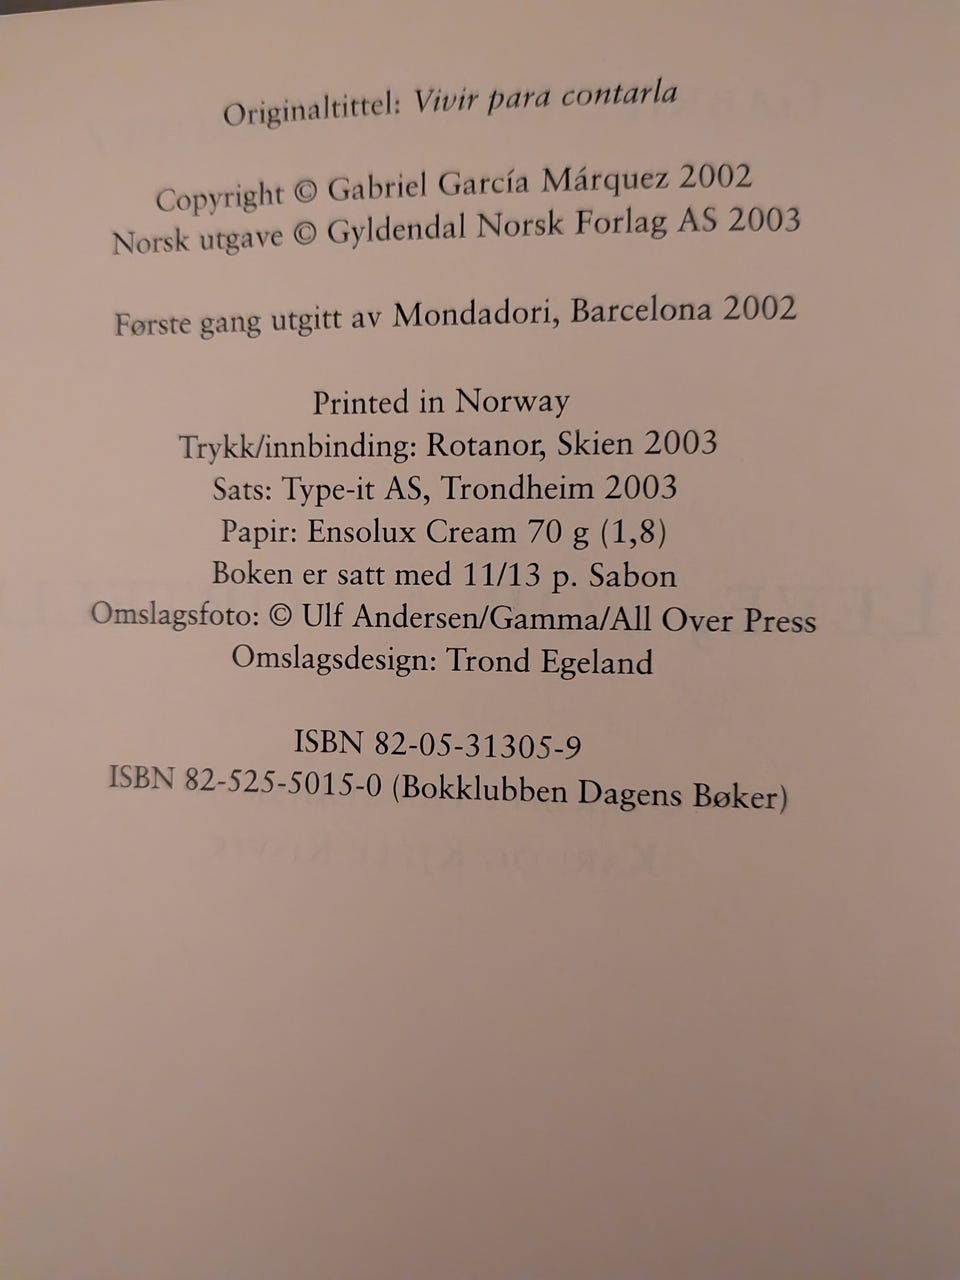 Originaltittel: Vivir para contarla
Copyright © Gabriel García Márquez 2002
Norsk utgave © Gyldendal Norsk Forlag AS 2003
Første gang utgitt av Mondadori, Barcelona 2002
Printed in Norway
Trykk/innbinding: Rotanor, Skien 2003
Sats: Type-it AS, Trondheim 2003
Papir: Ensolux Cream 70 g (1,8)
Boken er satt med 11/13 p. Sabon
Omslagsfoto: © Ulf Andersen/Gamma/All Over Press
Omslagsdesign: Trond Egeland
ISBN 82-05-31305-9
ISBN 82-525-5015-0 (Bokklubben Dagens Bøker)